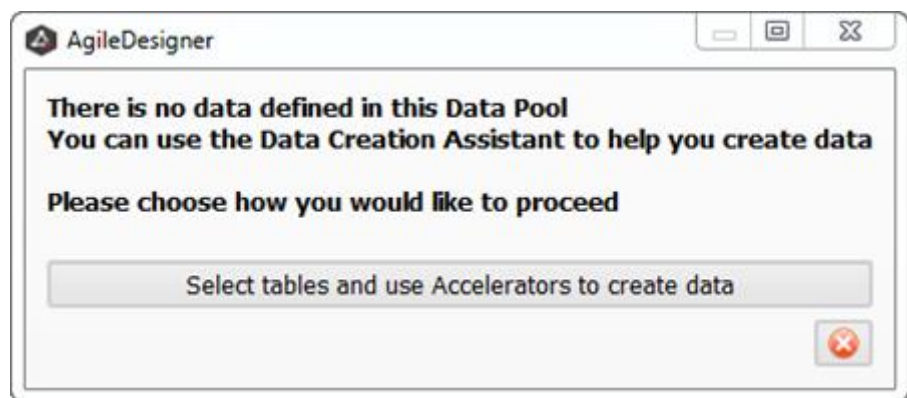 AgileDesigner
There is no data defined in this Data Pool
You can use the Data Creation Assistant to help you create data
Please choose how you would like to proceed
Select tables and use Accelerators to create data